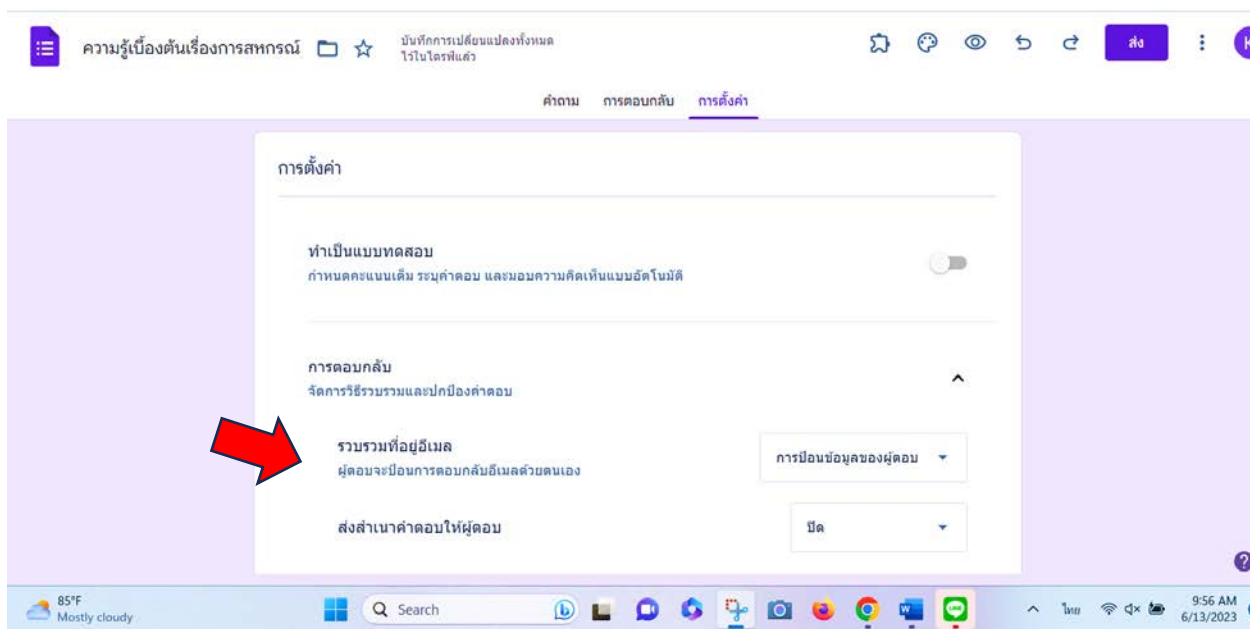 ความรู้เบื้องต้นเรื่องการสหกรณ์
บันทึกการเปลี่ยนแปลงทั้งหมด
ไว้ในไดรฟ์แล้ว
ส่ง
K
คำถาม การตอบกลับ การตั้งค่า
การตั้งค่า
ทำเป็นแบบทดสอบ
กำหนดคะแนนเต็ม ระบุคำตอบ และมอบความคิดเห็นแบบอัตโนมัติ
การตอบกลับ
จัดการวิธีรวบรวมและปกป้องคำตอบ
รวบรวมที่อยู่อีเมล
ผู้ตอบจะป้อนการตอบกลับอีเมลด้วยตนเอง
การป้อนข้อมูลของผู้ตอบ
ส่งสำเนาคำตอบให้ผู้ตอบ
ปิด
85°F
Mostly cloudy
Search
ไทย
9:56 AM
6/13/2023